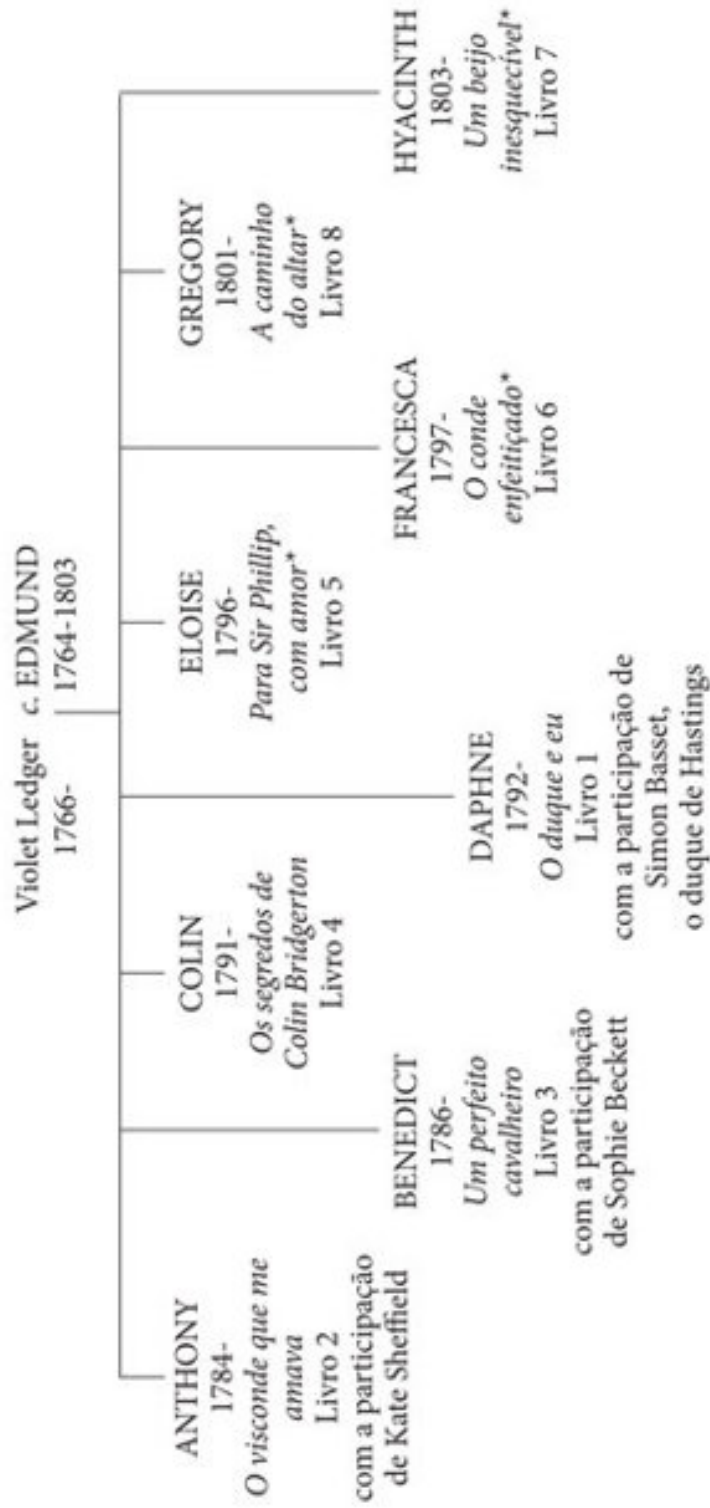 Violet Ledger c. EDMUND
1766- 1764-1803
ANTHONY
1784-
O visconde que me
amava
Livro 2
com a participação
de Kate Sheffield
BENEDICT
1786-
Um perfeito
cavalheiro
Livro 3
com a participação
de Sophie Beckett
COLIN
1791-
Os segredos de
Colin Bridgerton
Livro 4
DAPHNE
1792-
O duque e eu
Livro 1
com a participação de
Simon Basset,
o duque de Hastings
ELOISE
1796-
Para Sir Phillip,
com amor*
Livro 5
FRANCESCA
1797-
O conde
enfeitiçado*
Livro 6
GREGORY
1801-
A caminho
do altar*
Livro 8
HYACINTH
1803-
Um beijo
inesquecível*
Livro 7